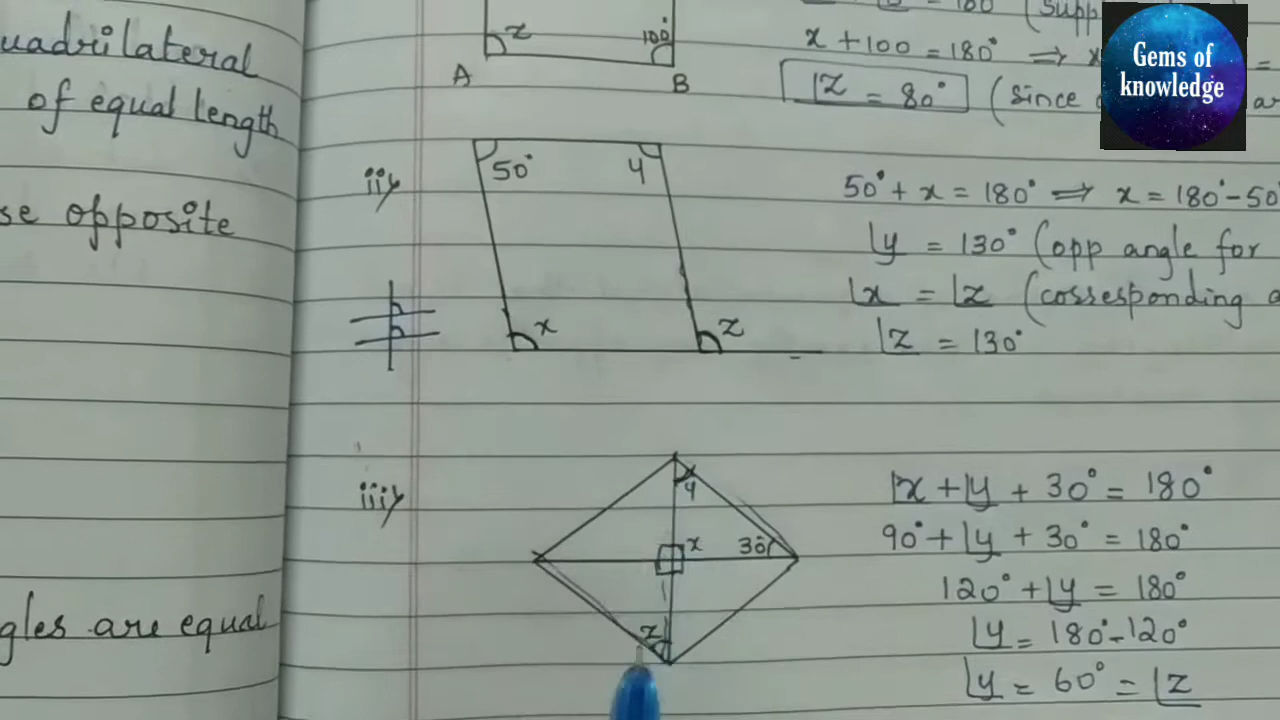 uadrilateral
of equal length
se opposite
gles are equal
z
100°
A
B
x + 100 = 180° ⇒ x
∠z = 80° (since
Gems of
knowledge
ii)
50°
y
x
z
50° + x = 180° ⇒ x = 180° - 50°
∠y = 130° (opp angle for
∠x = ∠z (cossesponding
∠z = 130°
iii)
y
x
30°
z
∠x + ∠y + 30° = 180°
90° + ∠y + 30° = 180°
120° + ∠y = 180°
∠y = 180° - 120°
∠y = 60° = ∠z